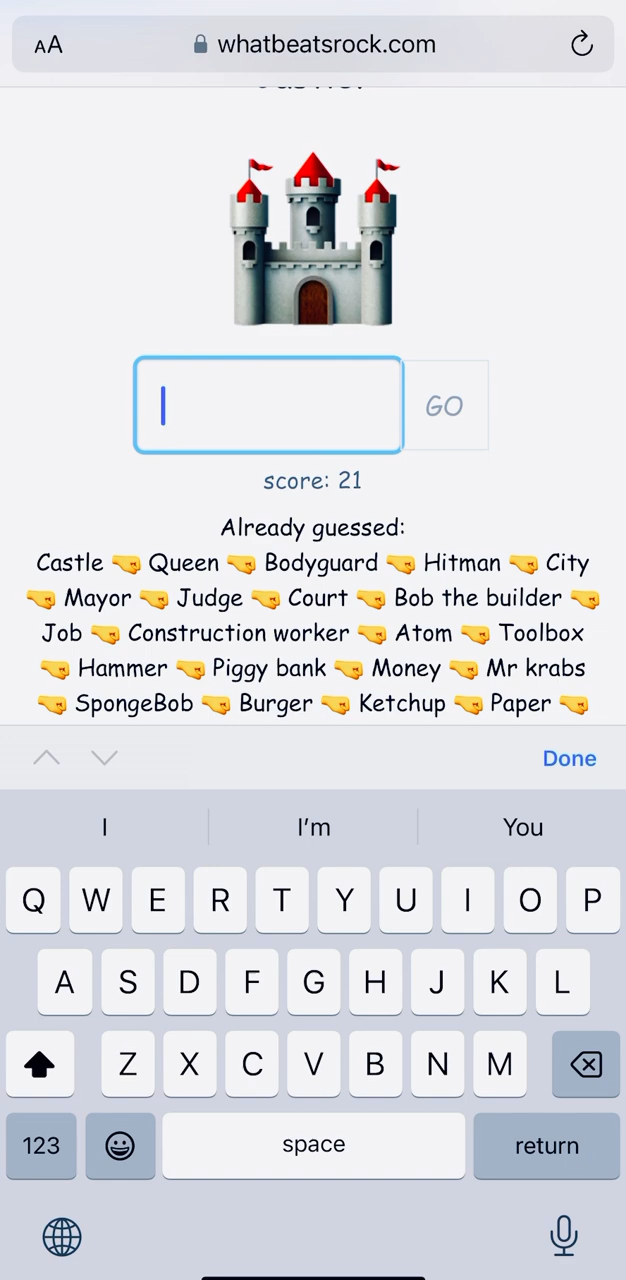 AA whatbeatsrock.com
GO
score: 21
Already guessed:
Castle 🤜 Queen 🤜 Bodyguard 🤜 Hitman 🤜 City
🤜 Mayor 🤜 Judge 🤜 Court 🤜 Bob the builder 🤜
Job 🤜 Construction worker 🤜 Atom 🤜 Toolbox
🤜 Hammer 🤜 Piggy bank 🤜 Money 🤜 Mr krabs
🤜 SpongeBob 🤜 Burger 🤜 Ketchup 🤜 Paper 🤜
Done
I I'm You
Q W E R T Y U I O P
A S D F G H J K L
Z X C V B N M
123 space return